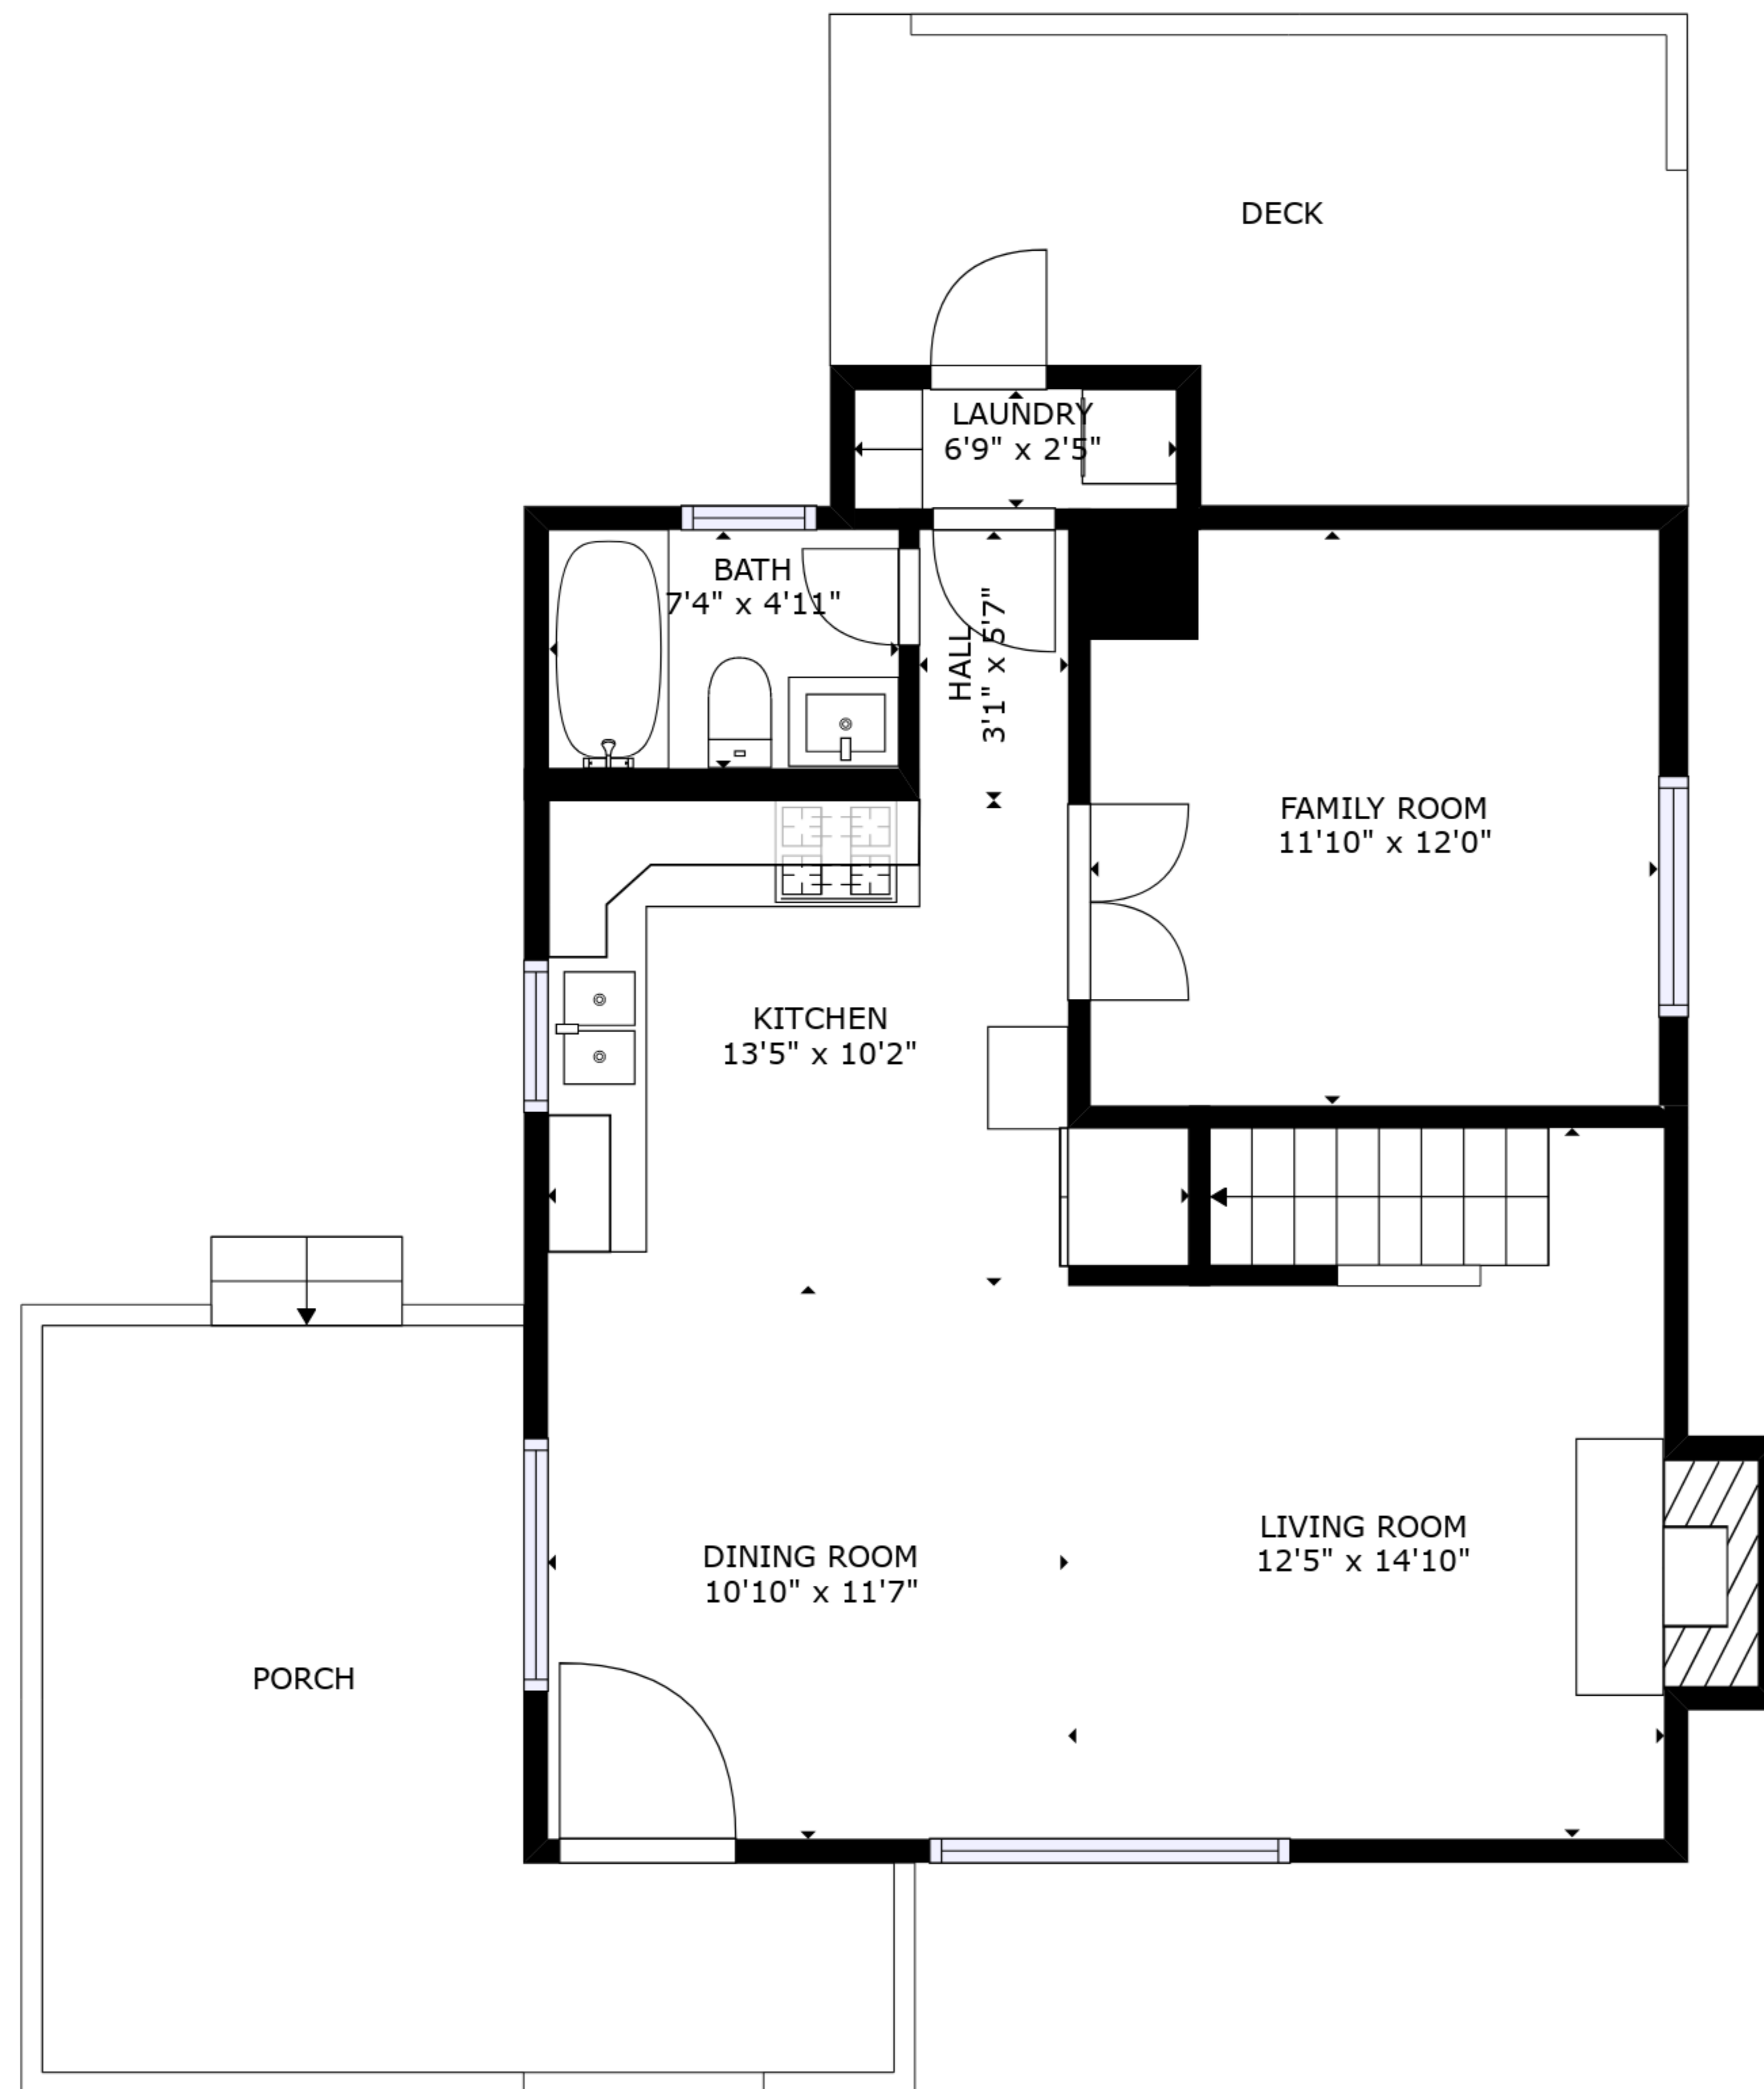 DECK
LAUNDRY
6'9" x 2'5"
BATH
7'4" x 4'11"
HALL
3'1" x 5'7"
FAMILY ROOM
11'10" x 12'0"
KITCHEN
13'5" x 10'2"
LIVING ROOM
12'5" x 14'10"
DINING ROOM
10'10" x 11'7"
PORCH